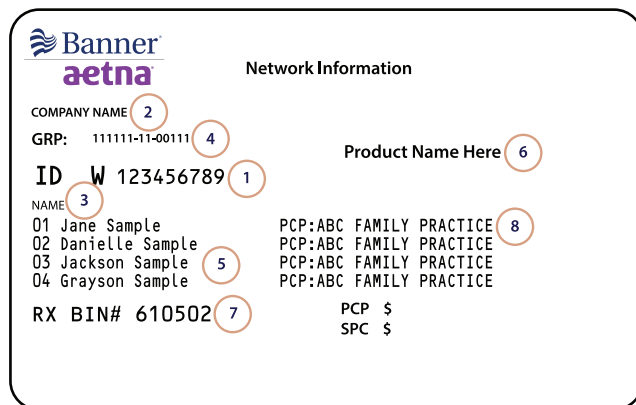 Banner
aetna
Network Information
COMPANY NAME 2
GRP: 111111-11-00111 4
Product Name Here 6
ID W 123456789 1
NAME 3
01 Jane Sample PCP:ABC FAMILY PRACTICE 8
02 Danielle Sample PCP:ABC FAMILY PRACTICE
03 Jackson Sample 5 PCP:ABC FAMILY PRACTICE
04 Grayson Sample PCP:ABC FAMILY PRACTICE
RX BIN# 610502 7
PCP $
SPC $